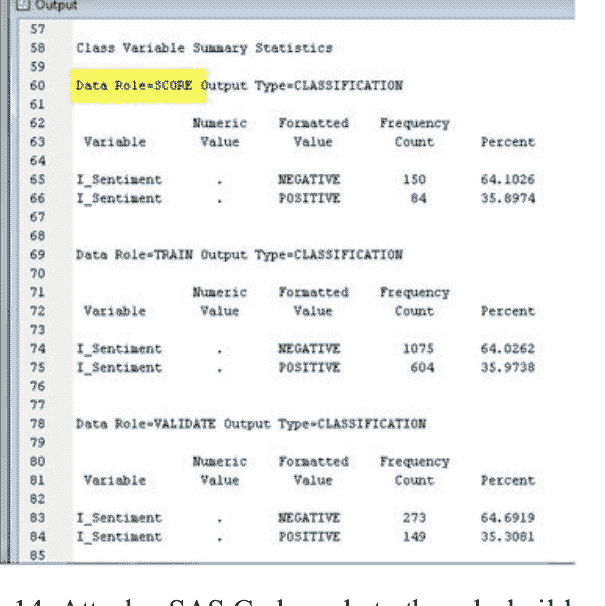 Output
57
58 Class Variable Summary Statistics
59
60 Data Role=SCORE Output Type=CLASSIFICATION
61
62 Numeric Formatted Frequency
63 Variable Value Value Count Percent
64
65 I_Sentiment . NEGATIVE 150 64.1026
66 I_Sentiment . POSITIVE 84 35.8974
67
68
69 Data Role=TRAIN Output Type=CLASSIFICATION
70
71 Numeric Formatted Frequency
72 Variable Value Value Count Percent
73
74 I_Sentiment . NEGATIVE 1075 64.0262
75 I_Sentiment . POSITIVE 604 35.9738
76
77
78 Data Role=VALIDATE Output Type=CLASSIFICATION
79
80 Numeric Formatted Frequency
81 Variable Value Value Count Percent
82
83 I_Sentiment . NEGATIVE 273 64.6919
84 I_Sentiment . POSITIVE 149 35.3081
85
14. SAS